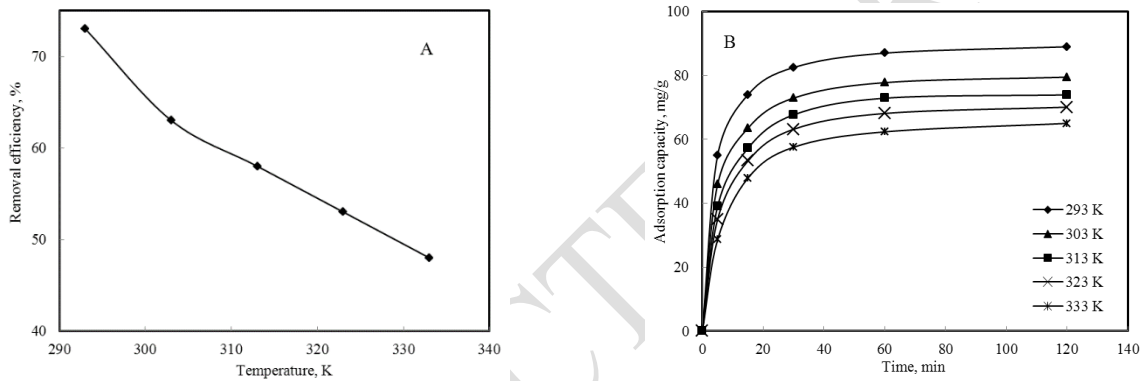 A
Removal efficiency, %
70
60
50
40
290
300
310
320
330
340
Temperature, K
B
Adsorption capacity, mg/g
100
80
60
40
20
0
293 K
303 K
313 K
323 K
333 K
0
20
40
60
80
100
120
140
Time, min
CT